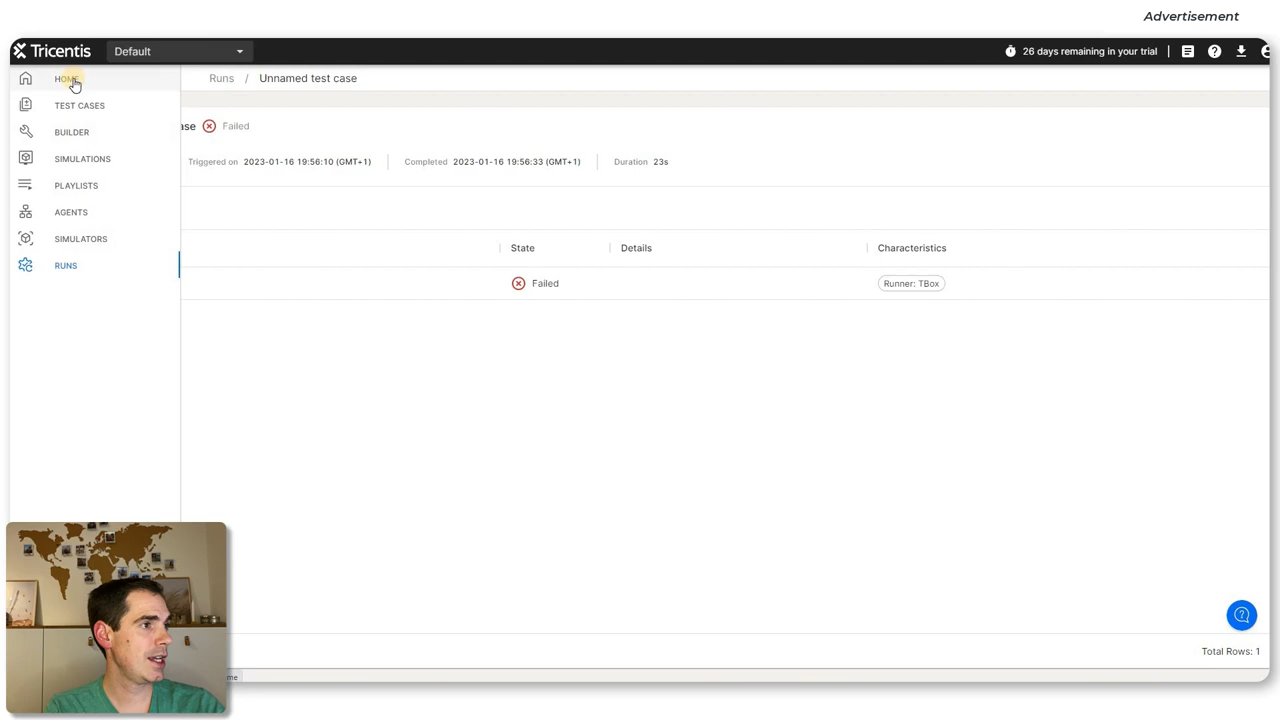 Advertisement
Tricentis
Default
26 days remaining in your trial
HOME
Runs / Unnamed test case
TEST CASES
Failed
BUILDER
SIMULATIONS
Triggered on 2023-01-16 19:56:10 (GMT+1)
Completed 2023-01-16 19:56:33 (GMT+1)
Duration 23s
PLAYLISTS
AGENTS
SIMULATORS
State
Details
Characteristics
RUNS
Failed
Runner: TBox
Total Rows: 1